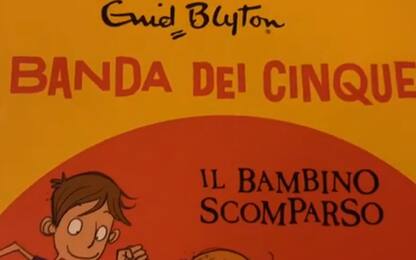 Enid Blyton
BANDA DEI CINQUE
IL BAMBINO
SCOMPARSO